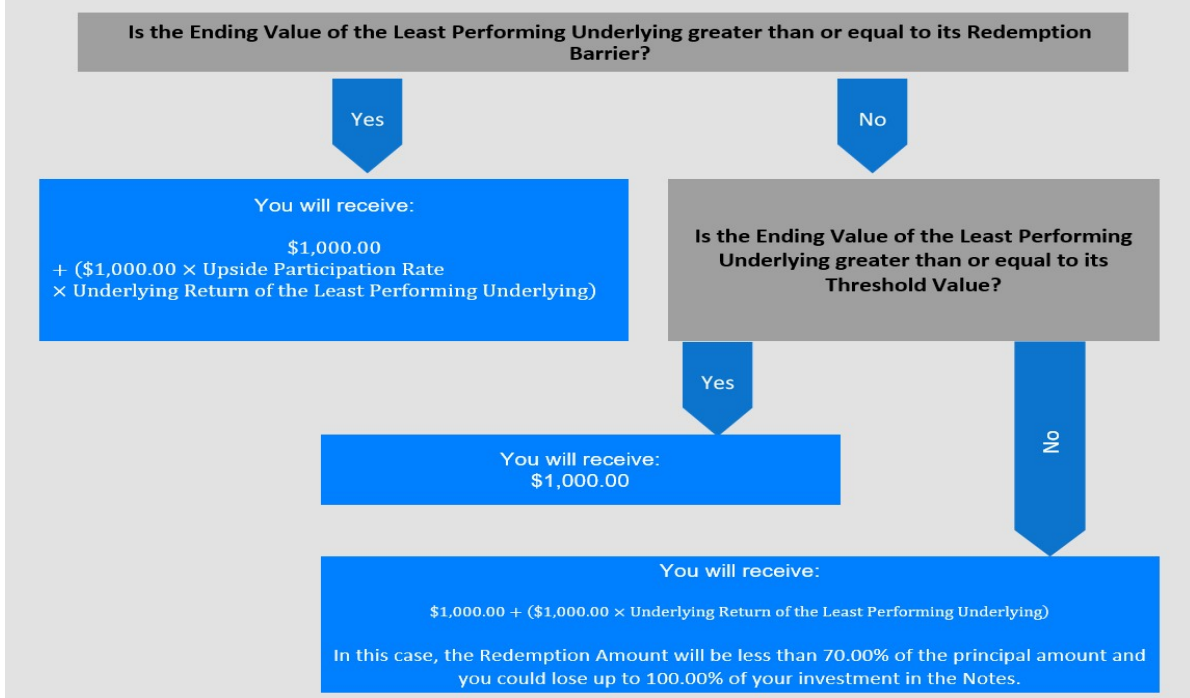 Is the Ending Value of the Least Performing Underlying greater than or equal to its Redemption
Barrier?
Yes
No
You will receive:
$1,000.00
+ ($1,000.00 × Upside Participation Rate
× Underlying Return of the Least Performing Underlying)
Is the Ending Value of the Least Performing
Underlying greater than or equal to its
Threshold Value?
Yes
No
You will receive:
$1,000.00
You will receive:
$1,000.00 + ($1,000.00 × Underlying Return of the Least Performing Underlying)
In this case, the Redemption Amount will be less than 70.00% of the principal amount and
you could lose up to 100.00% of your investment in the Notes.